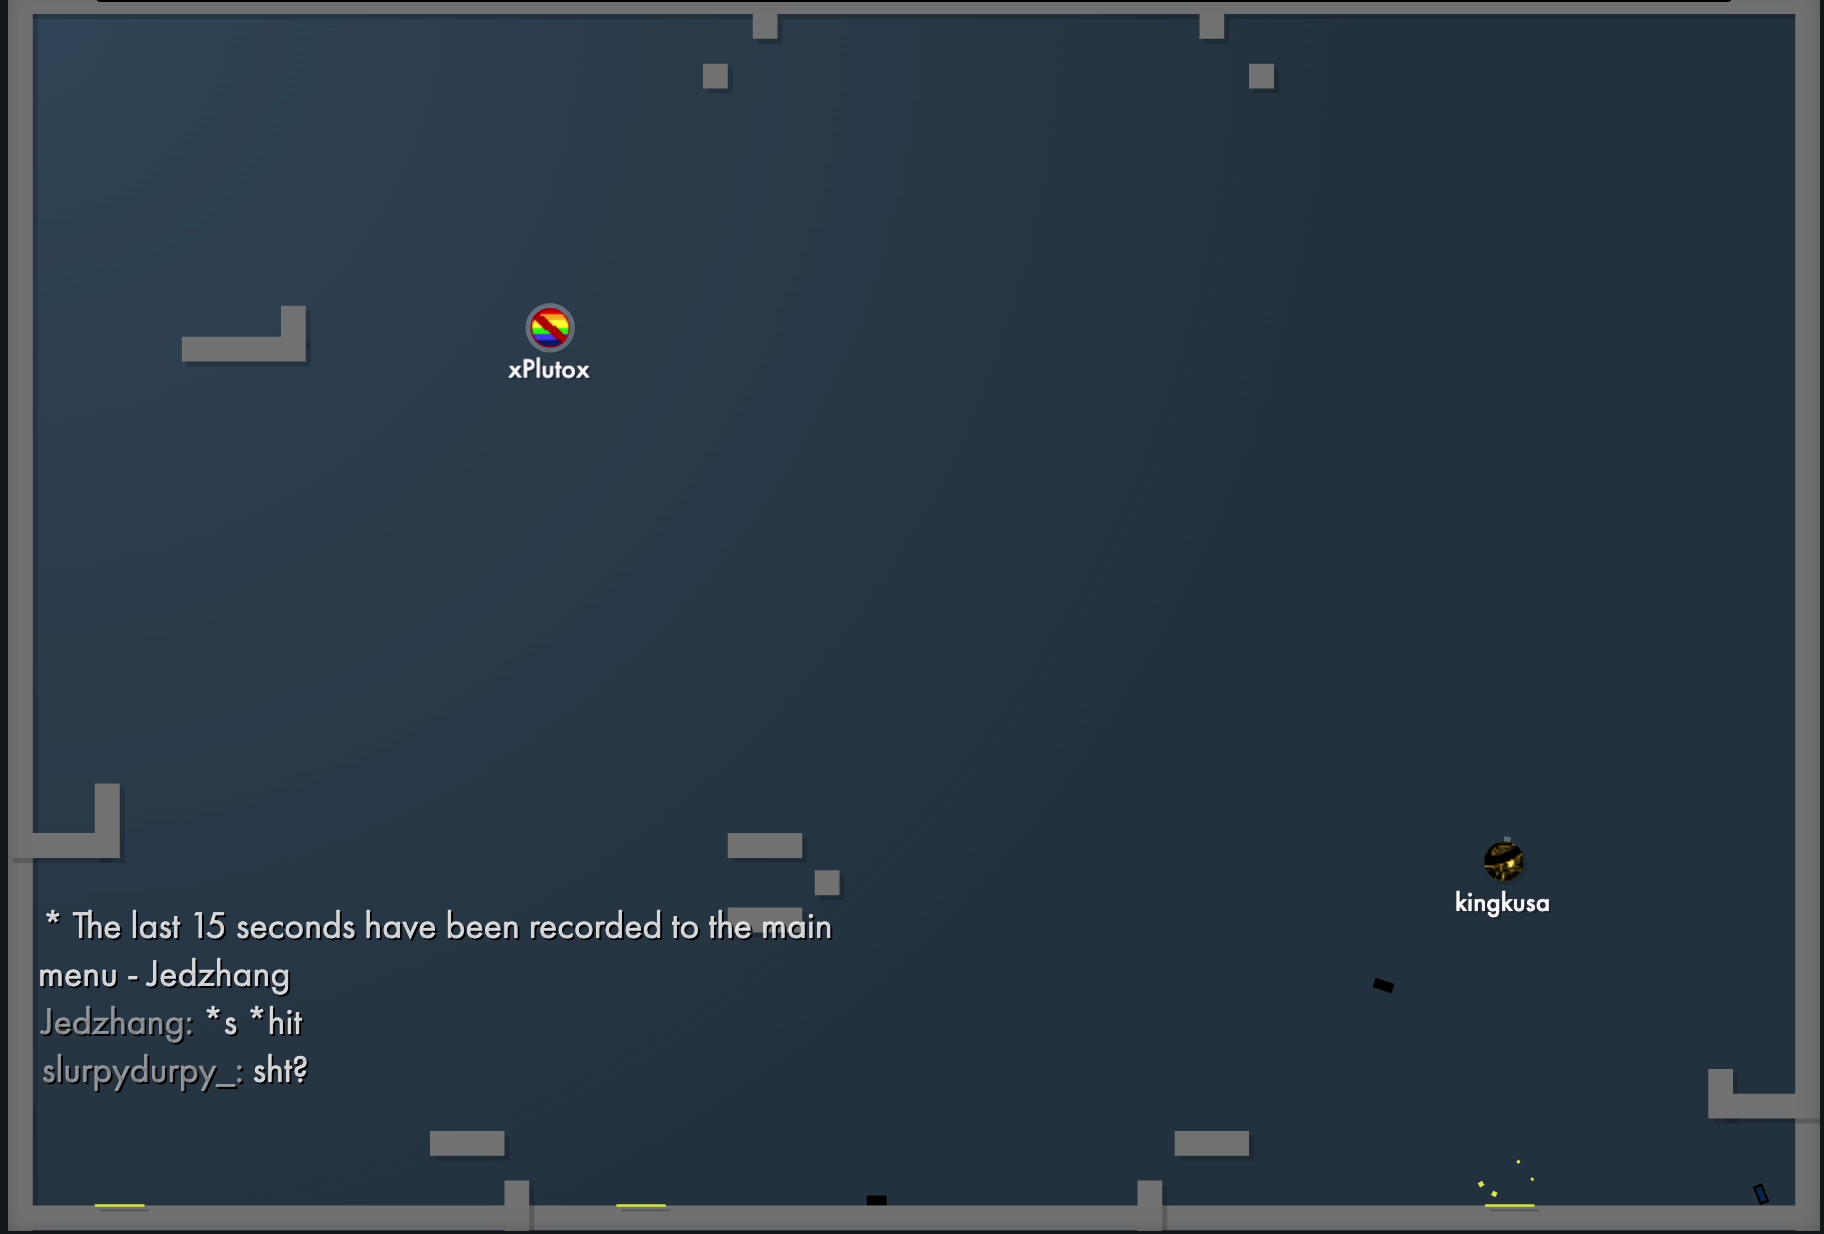 xPlutox
kingkusa
* The last 15 seconds have been recorded to the main
menu - Jedzhang
Jedzhang: *s *hit
slurpydurpy_: sht?